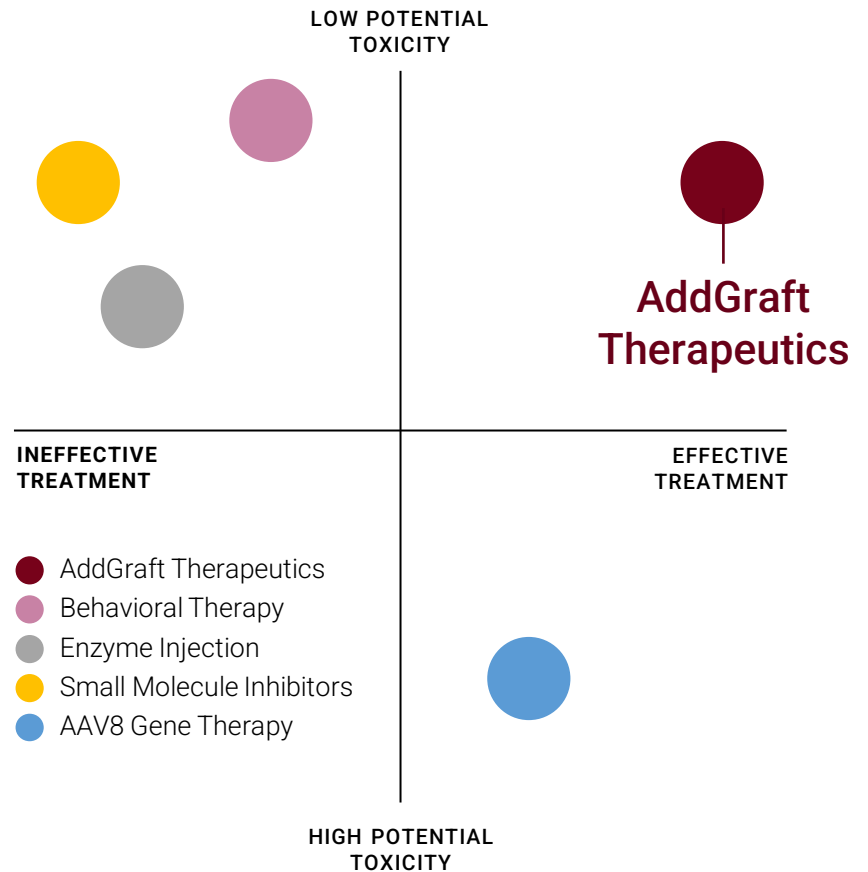 LOW POTENTIAL
TOXICITY
AddGraft
Therapeutics
INEFFECTIVE
TREATMENT
EFFECTIVE
TREATMENT
AddGraft Therapeutics
Behavioral Therapy
Enzyme Injection
Small Molecule Inhibitors
AAV8 Gene Therapy
HIGH POTENTIAL
TOXICITY